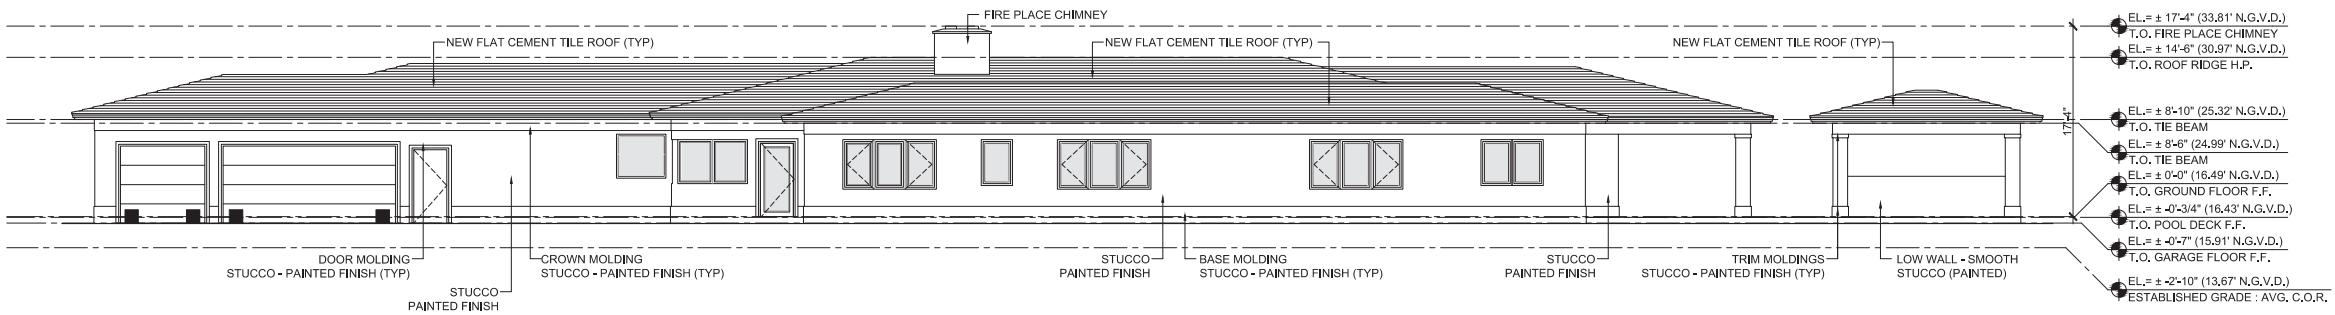 FIRE PLACE CHIMNEY
NEW FLAT CEMENT TILE ROOF (TYP)
NEW FLAT CEMENT TILE ROOF (TYP)
NEW FLAT CEMENT TILE ROOF (TYP)
EL.= ± 17'-4" (33.81' N.G.V.D.)
T.O. FIRE PLACE CHIMNEY
EL.= ± 14'-6" (30.97' N.G.V.D.)
T.O. ROOF RIDGE H.P.
EL.= ± 8'-10" (25.32' N.G.V.D.)
T.O. TIE BEAM
17'-4"
EL.= ± 8'-6" (24.99' N.G.V.D.)
T.O. TIE BEAM
EL.= ± 0'-0" (16.49' N.G.V.D.)
T.O. GROUND FLOOR F.F.
EL.= ± -0'-3/4" (16.43' N.G.V.D.)
T.O. POOL DECK F.F.
EL.= ± -0'-7" (15.91' N.G.V.D.)
T.O. GARAGE FLOOR F.F.
EL.= ± -2'-10" (13.67' N.G.V.D.)
ESTABLISHED GRADE : AVG. C.O.R.
DOOR MOLDING
STUCCO - PAINTED FINISH (TYP)
STUCCO
PAINTED FINISH
CROWN MOLDING
STUCCO - PAINTED FINISH (TYP)
STUCCO
PAINTED FINISH
BASE MOLDING
STUCCO - PAINTED FINISH (TYP)
STUCCO
PAINTED FINISH
TRIM MOLDINGS
STUCCO - PAINTED FINISH (TYP)
LOW WALL - SMOOTH
STUCCO (PAINTED)